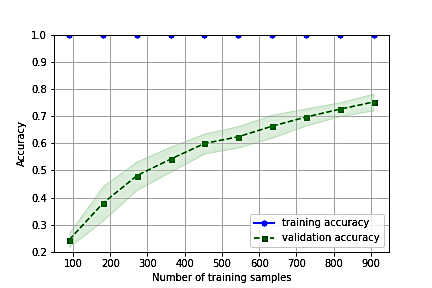 1.0
0.9
0.8
0.7
0.6
0.5
0.4
0.3
0.2
Accuracy
training accuracy
validation accuracy
100 200 300 400 500 600 700 800 900
Number of training samples